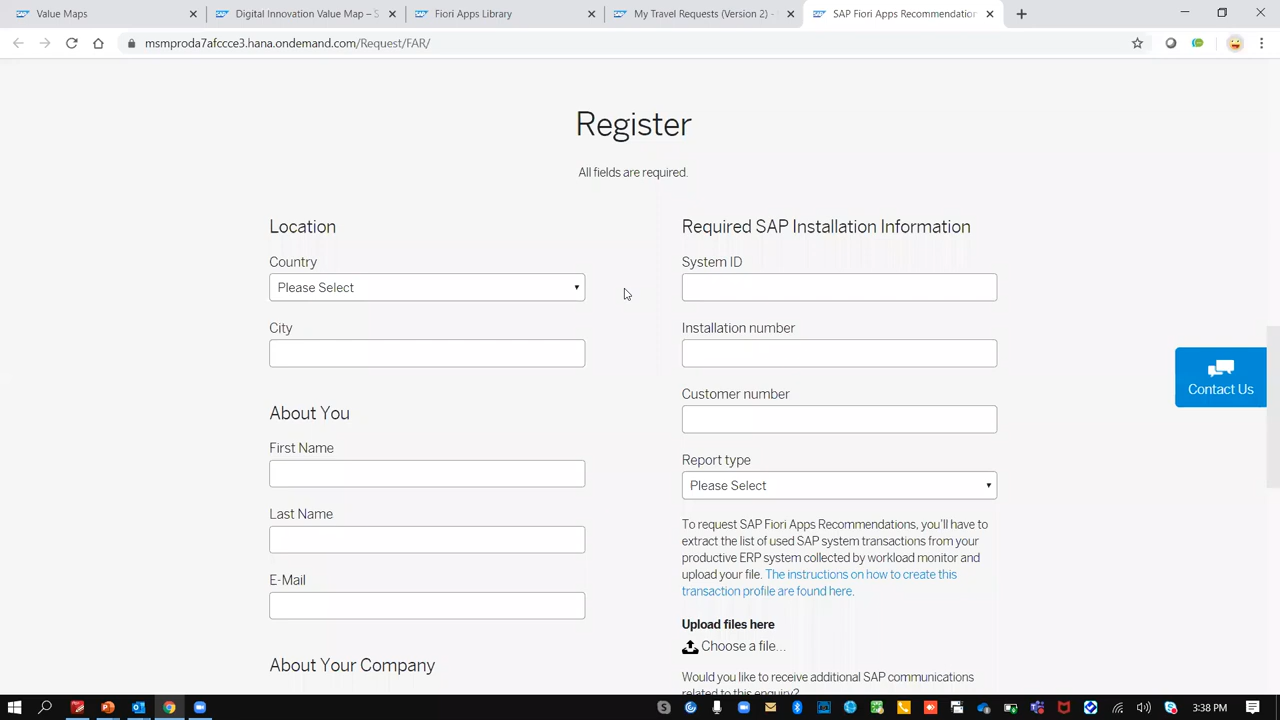 Value Maps
Digital Innovation Value Map – S
Fiori Apps Library
My Travel Requests (Version 2) -
SAP Fiori Apps Recommendation
msmproda7afccce3.hana.ondemand.com/Request/FAR/
Register
All fields are required.
Location
Country
Please Select
City
About You
First Name
Last Name
E-Mail
About Your Company
Required SAP Installation Information
System ID
Installation number
Customer number
Report type
Please Select
To request SAP Fiori Apps Recommendations, you'll have to
extract the list of used SAP system transactions from your
productive ERP system collected by workload monitor and
upload your file. The instructions on how to create this
transaction profile are found here.
Upload files here
Choose a file...
Would you like to receive additional SAP communications
related to this enquiry?
Contact Us
3:38 PM